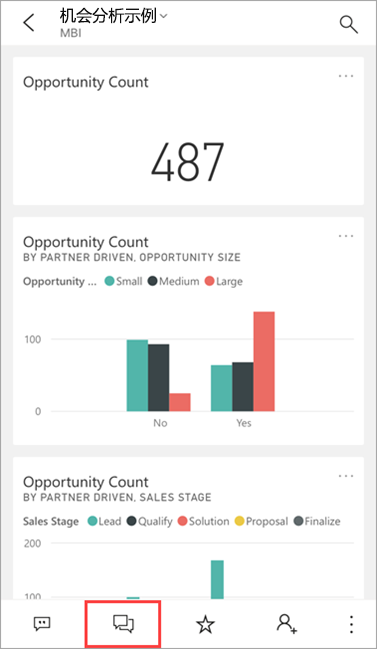 机会分析示例
MBI
Opportunity Count
487
Opportunity Count
BY PARTNER DRIVEN, OPPORTUNITY SIZE
Opportunity ... Small Medium Large
100
0
No Yes
Opportunity Count
BY PARTNER DRIVEN, SALES STAGE
Sales Stage Lead Qualify Solution Proposal Finalize
200
100